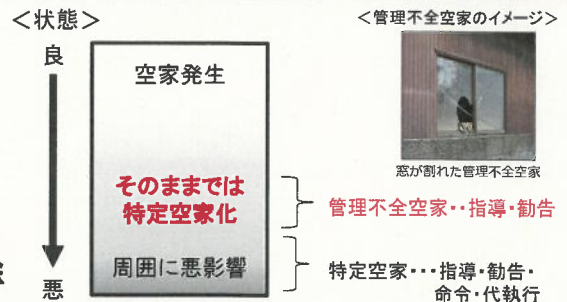 ＜状態＞
良
悪
空家発生
そのままでは
特定空家化
周囲に悪影響
＜管理不全空家のイメージ＞
窓が割れた管理不全空家
管理不全空家・・指導・勧告
特定空家・・・指導・勧告・
命令・代執行